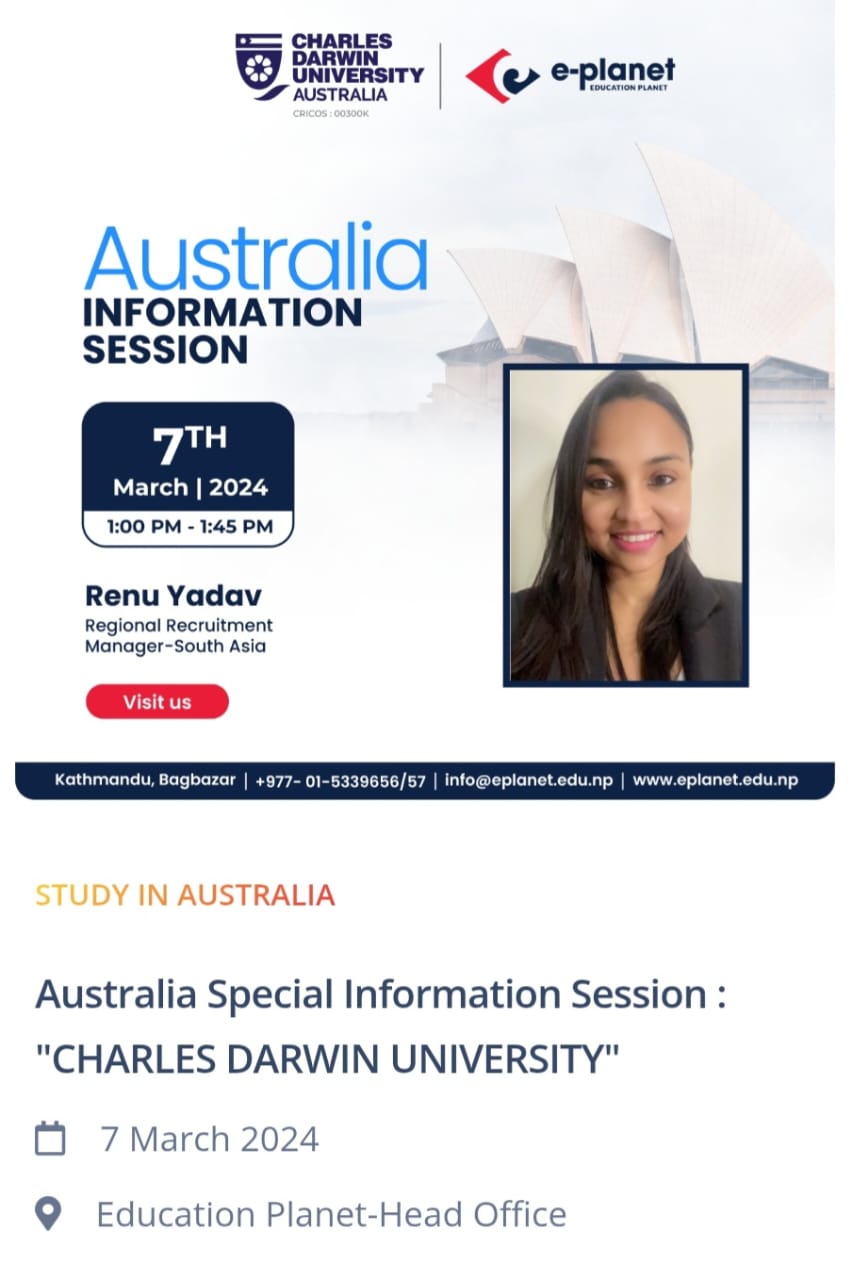 CHARLES
DARWIN
UNIVERSITY
AUSTRALIA
CRICOS : 00300K
e-planet
EDUCATION PLANET
Australia
INFORMATION
SESSION
7TH
March | 2024
1:00 PM - 1:45 PM
Renu Yadav
Regional Recruitment
Manager-South Asia
Visit us
Kathmandu, Bagbazar | +977- 01-5339656/57 | info@eplanet.edu.np | www.eplanet.edu.np
STUDY IN AUSTRALIA
Australia Special Information Session :
"CHARLES DARWIN UNIVERSITY"
7 March 2024
Education Planet-Head Office